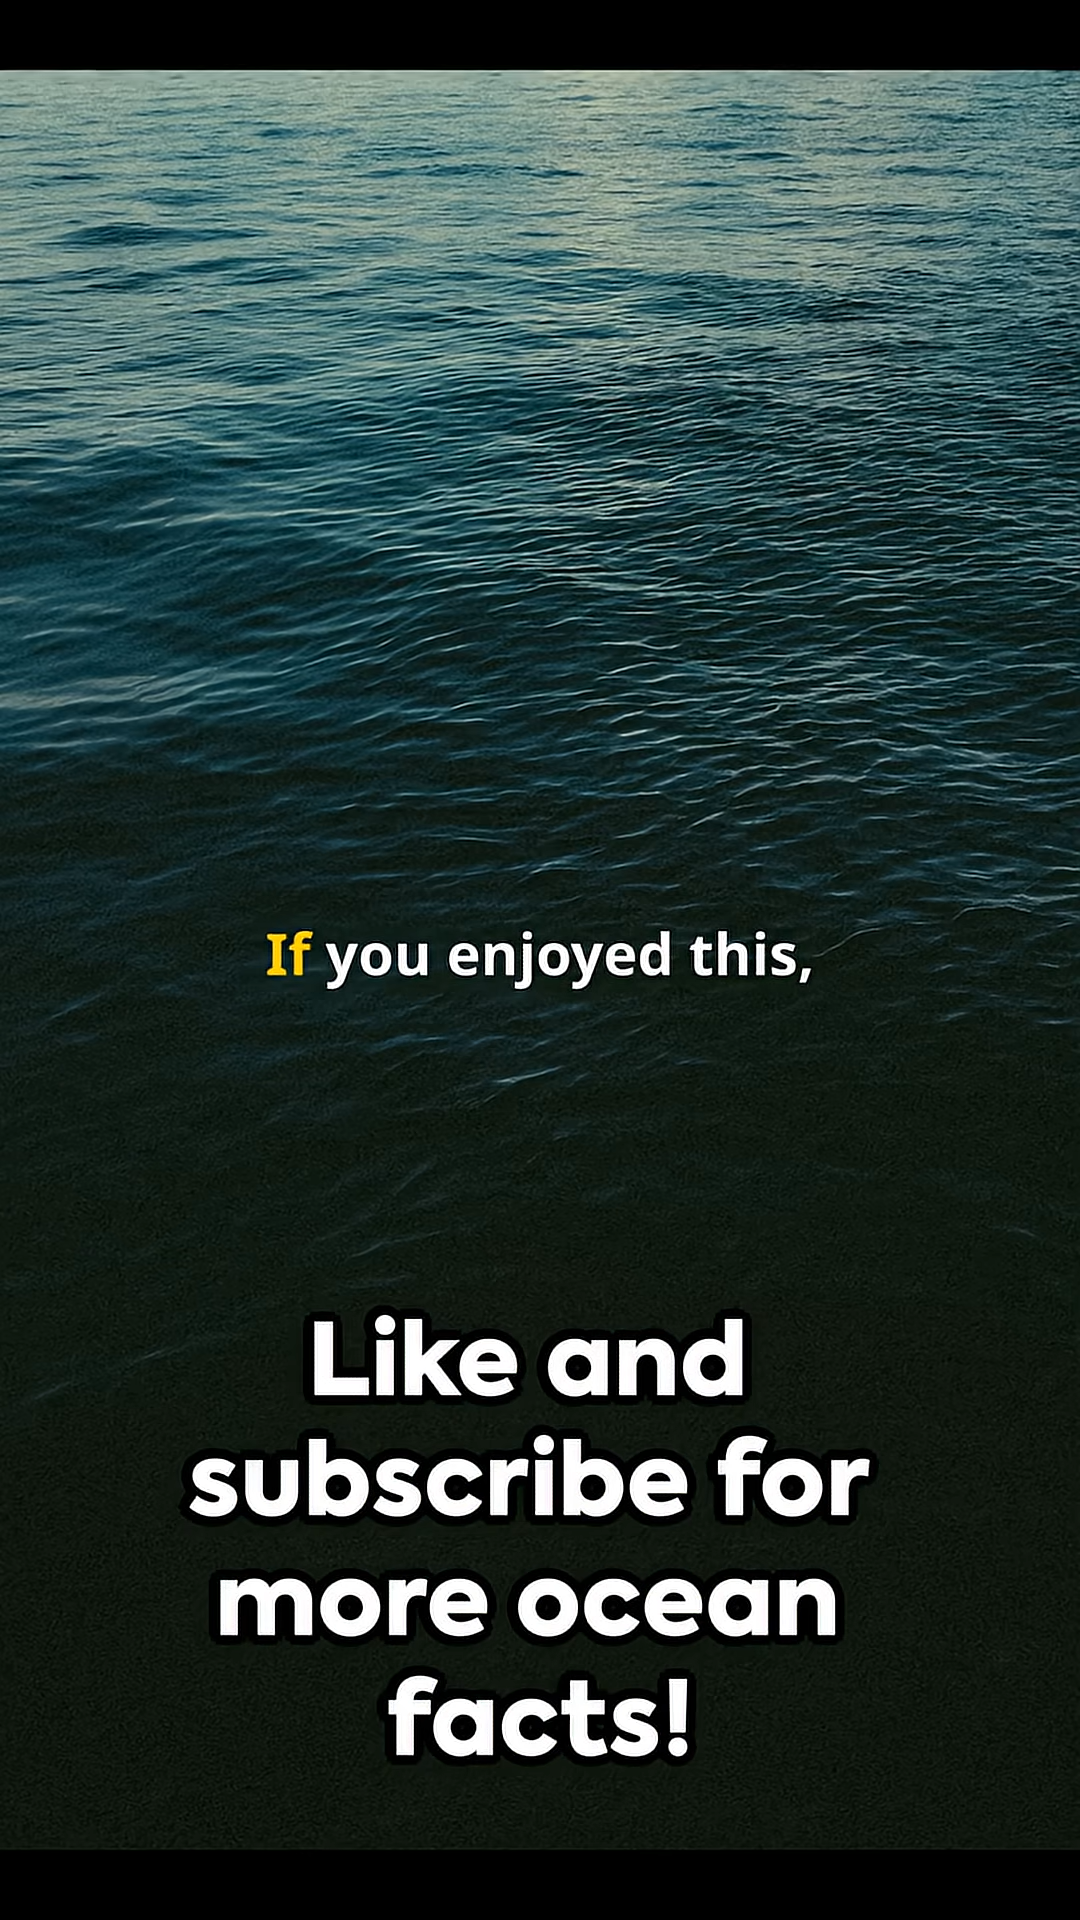 If you enjoyed this,
Like and
subscribe for
more ocean
facts!